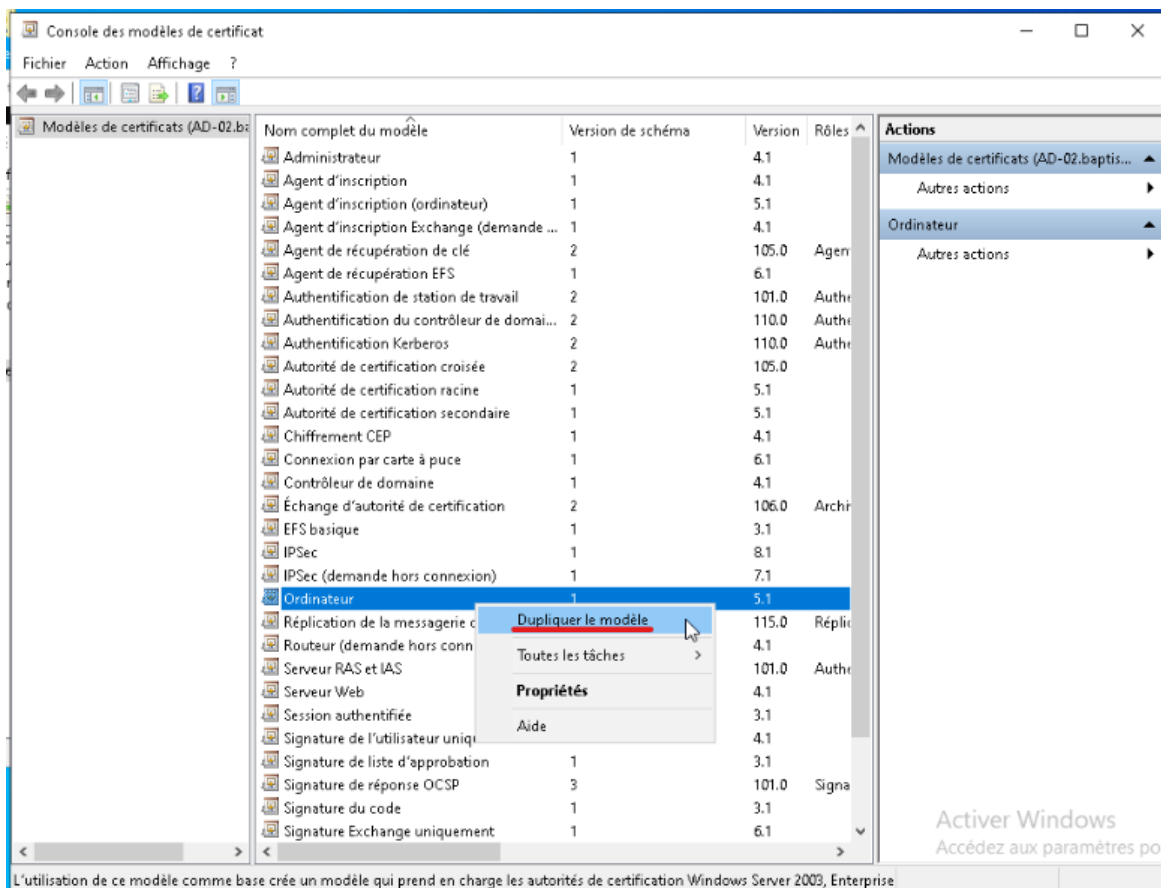 Console des modèles de certificat
Fichier Action Affichage ?
Modèles de certificats (AD-02.ba
Nom complet du modèle Version de schéma Version Rôles
Administrateur 1 4.1
Agent d'inscription 1 4.1
Agent d'inscription (ordinateur) 1 5.1
Agent d'inscription Exchange (demande ... 1 4.1
Agent de récupération de clé 2 105.0 Agen
Agent de récupération EFS 1 6.1
Authentification de station de travail 2 101.0 Authe
Authentification du contrôleur de domai... 2 110.0 Authe
Authentification Kerberos 2 110.0 Authe
Autorité de certification croisée 2 105.0
Autorité de certification racine 1 5.1
Autorité de certification secondaire 1 5.1
Chiffrement CEP 1 4.1
Connexion par carte à puce 1 6.1
Contrôleur de domaine 1 4.1
Échange d'autorité de certification 2 106.0 Archi
EFS basique 1 3.1
IPSec 1 8.1
IPSec (demande hors connexion) 1 7.1
Ordinateur 1 5.1
Réplication de la messagerie 115.0 Réplic
Routeur (demande hors conn 4.1
Serveur RAS et IAS 101.0 Authe
Serveur Web 4.1
Session authentifiée 3.1
Signature de l'utilisateur uniq 4.1
Signature de liste d'approbation 1 3.1
Signature de réponse OCSP 3 101.0 Signa
Signature du code 1 3.1
Signature Exchange uniquement 1 6.1
Dupliquer le modèle
Toutes les tâches
Propriétés
Aide
Actions
Modèles de certificats (AD-02.baptis...
Autres actions
Ordinateur
Autres actions
Activer Windows
Accédez aux paramètres po
L'utilisation de ce modèle comme base crée un modèle qui prend en charge les autorités de certification Windows Server 2003, Enterprise